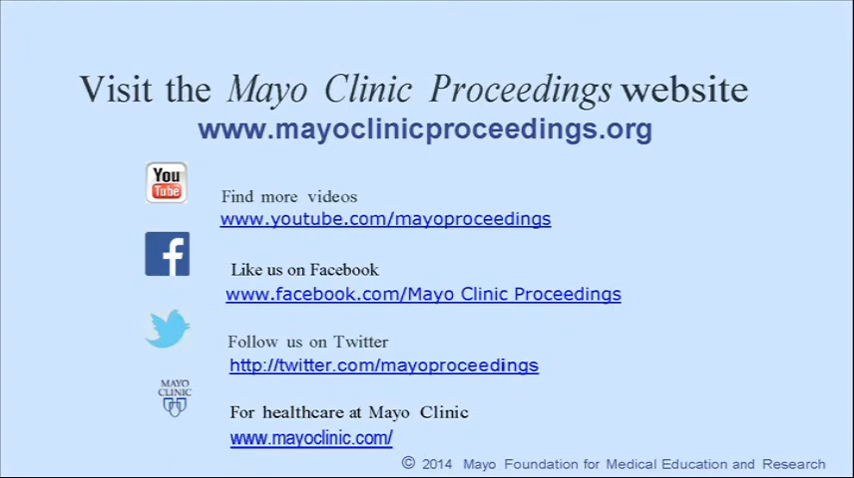 Visit the Mayo Clinic Proceedings website
www.mayoclinicproceedings.org
You
Tube
Find more videos
www.youtube.com/mayoproceedings
f
Like us on Facebook
www.facebook.com/Mayo Clinic Proceedings
Follow us on Twitter
http://twitter.com/mayoproceedings
MAYO
CLINIC
For healthcare at Mayo Clinic
www.mayoclinic.com/
© 2014 Mayo Foundation for Medical Education and Research